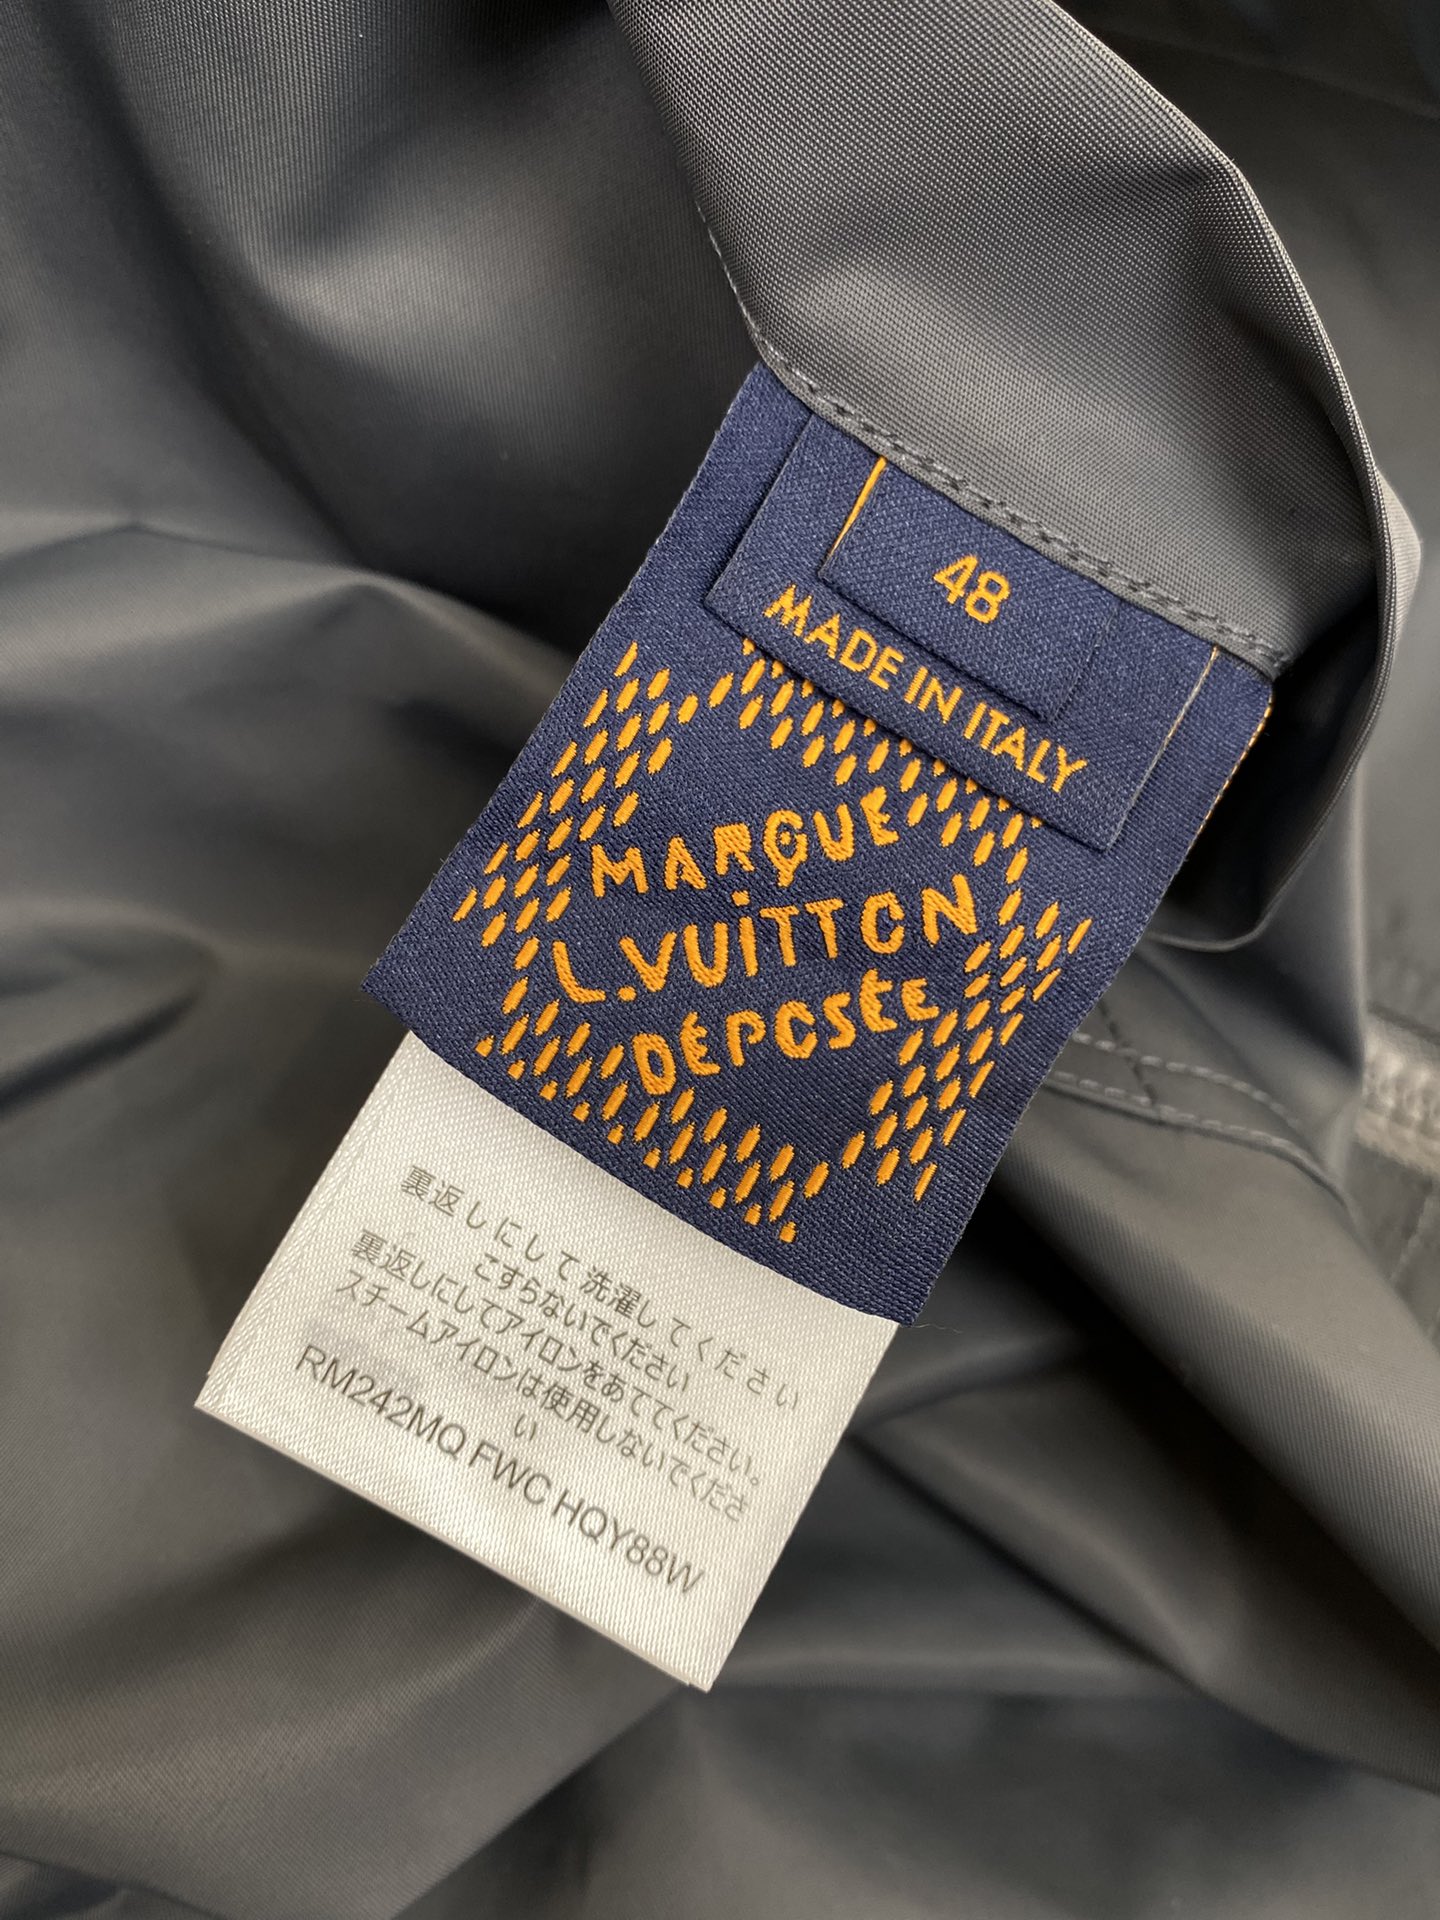 48
MADE IN ITALY
MARQUE
L.VUITTON
DÉPOSÉE
裏返しにして洗濯してください
こすらないでください
裏返しにしてアイロンをあててください。
スチームアイロンは使用しないでくださ
い
RM242MQ FWC HQY88W